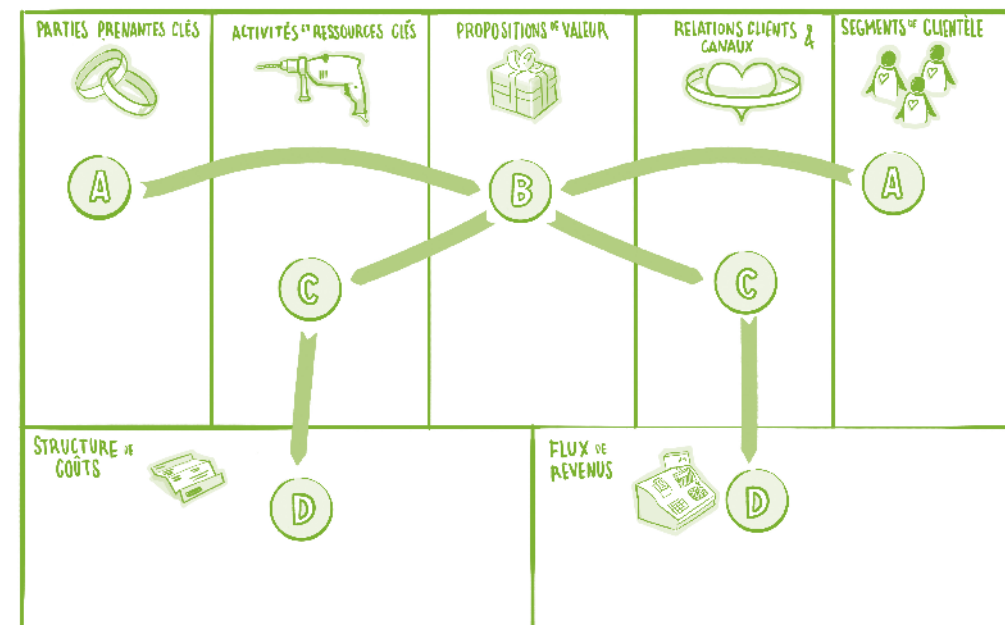 PARTIES PRENANTES CLÉS
ACTIVITÉS ET RESSOURCES CLÉS
PROPOSITIONS DE VALEUR
RELATIONS CLIENTS &
CANAUX
SEGMENTS DE CLIENTÈLE
A
B
A
C
C
STRUCTURE DE
COÛTS
D
FLUX DE
REVENUS
D